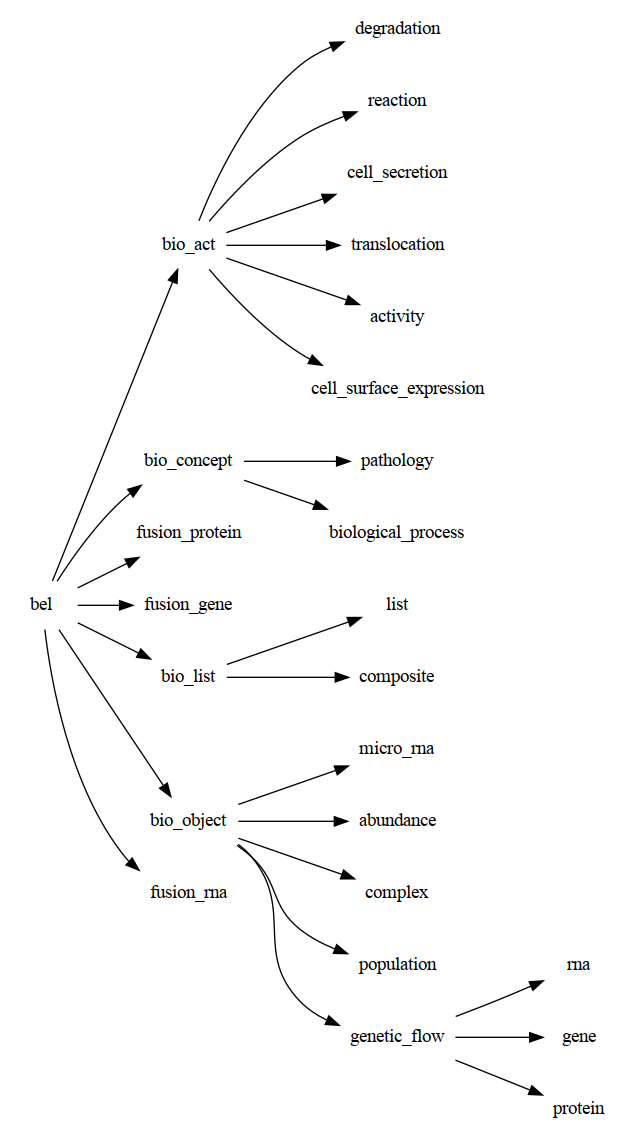 degradation
reaction
cell_secretion
bio_act
translocation
activity
cell_surface_expression
bio_concept
pathology
fusion_protein
biological_process
bel
fusion_gene
list
bio_list
composite
micro_rna
bio_object
abundance
fusion_rna
complex
population
rna
genetic_flow
gene
protein